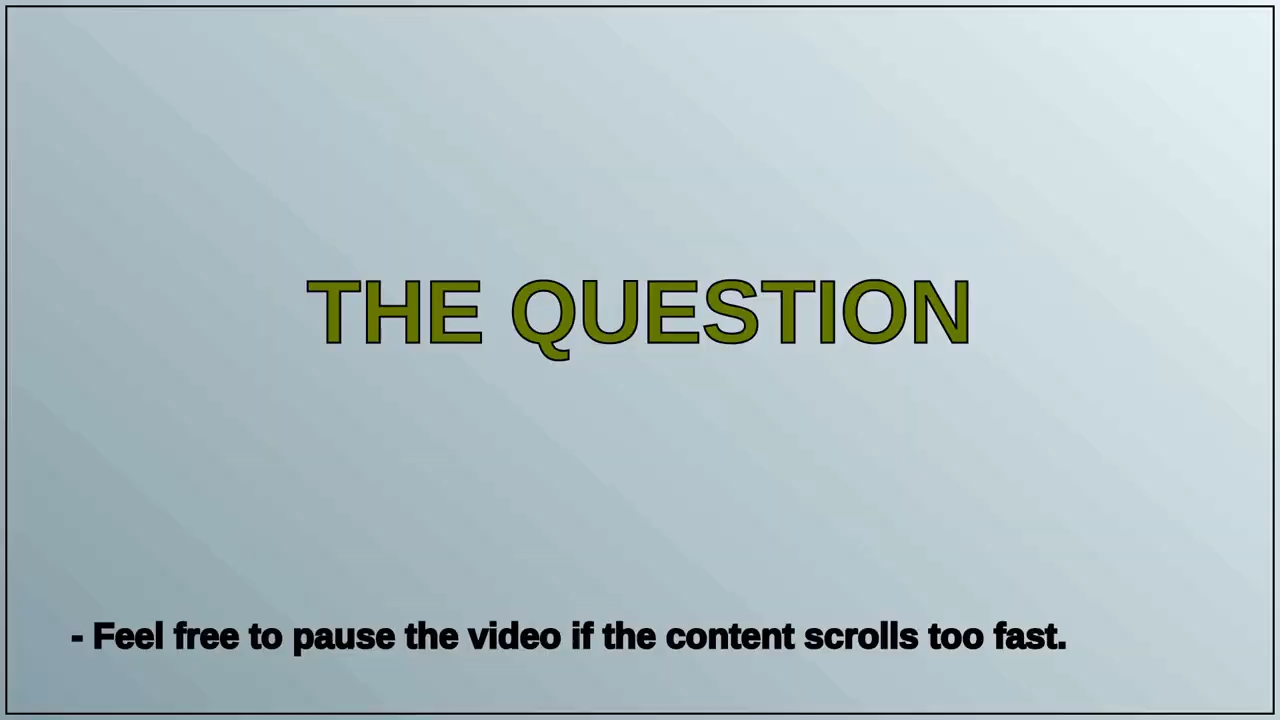 THE QUESTION
- Feel free to pause the video if the content scrolls too fast.